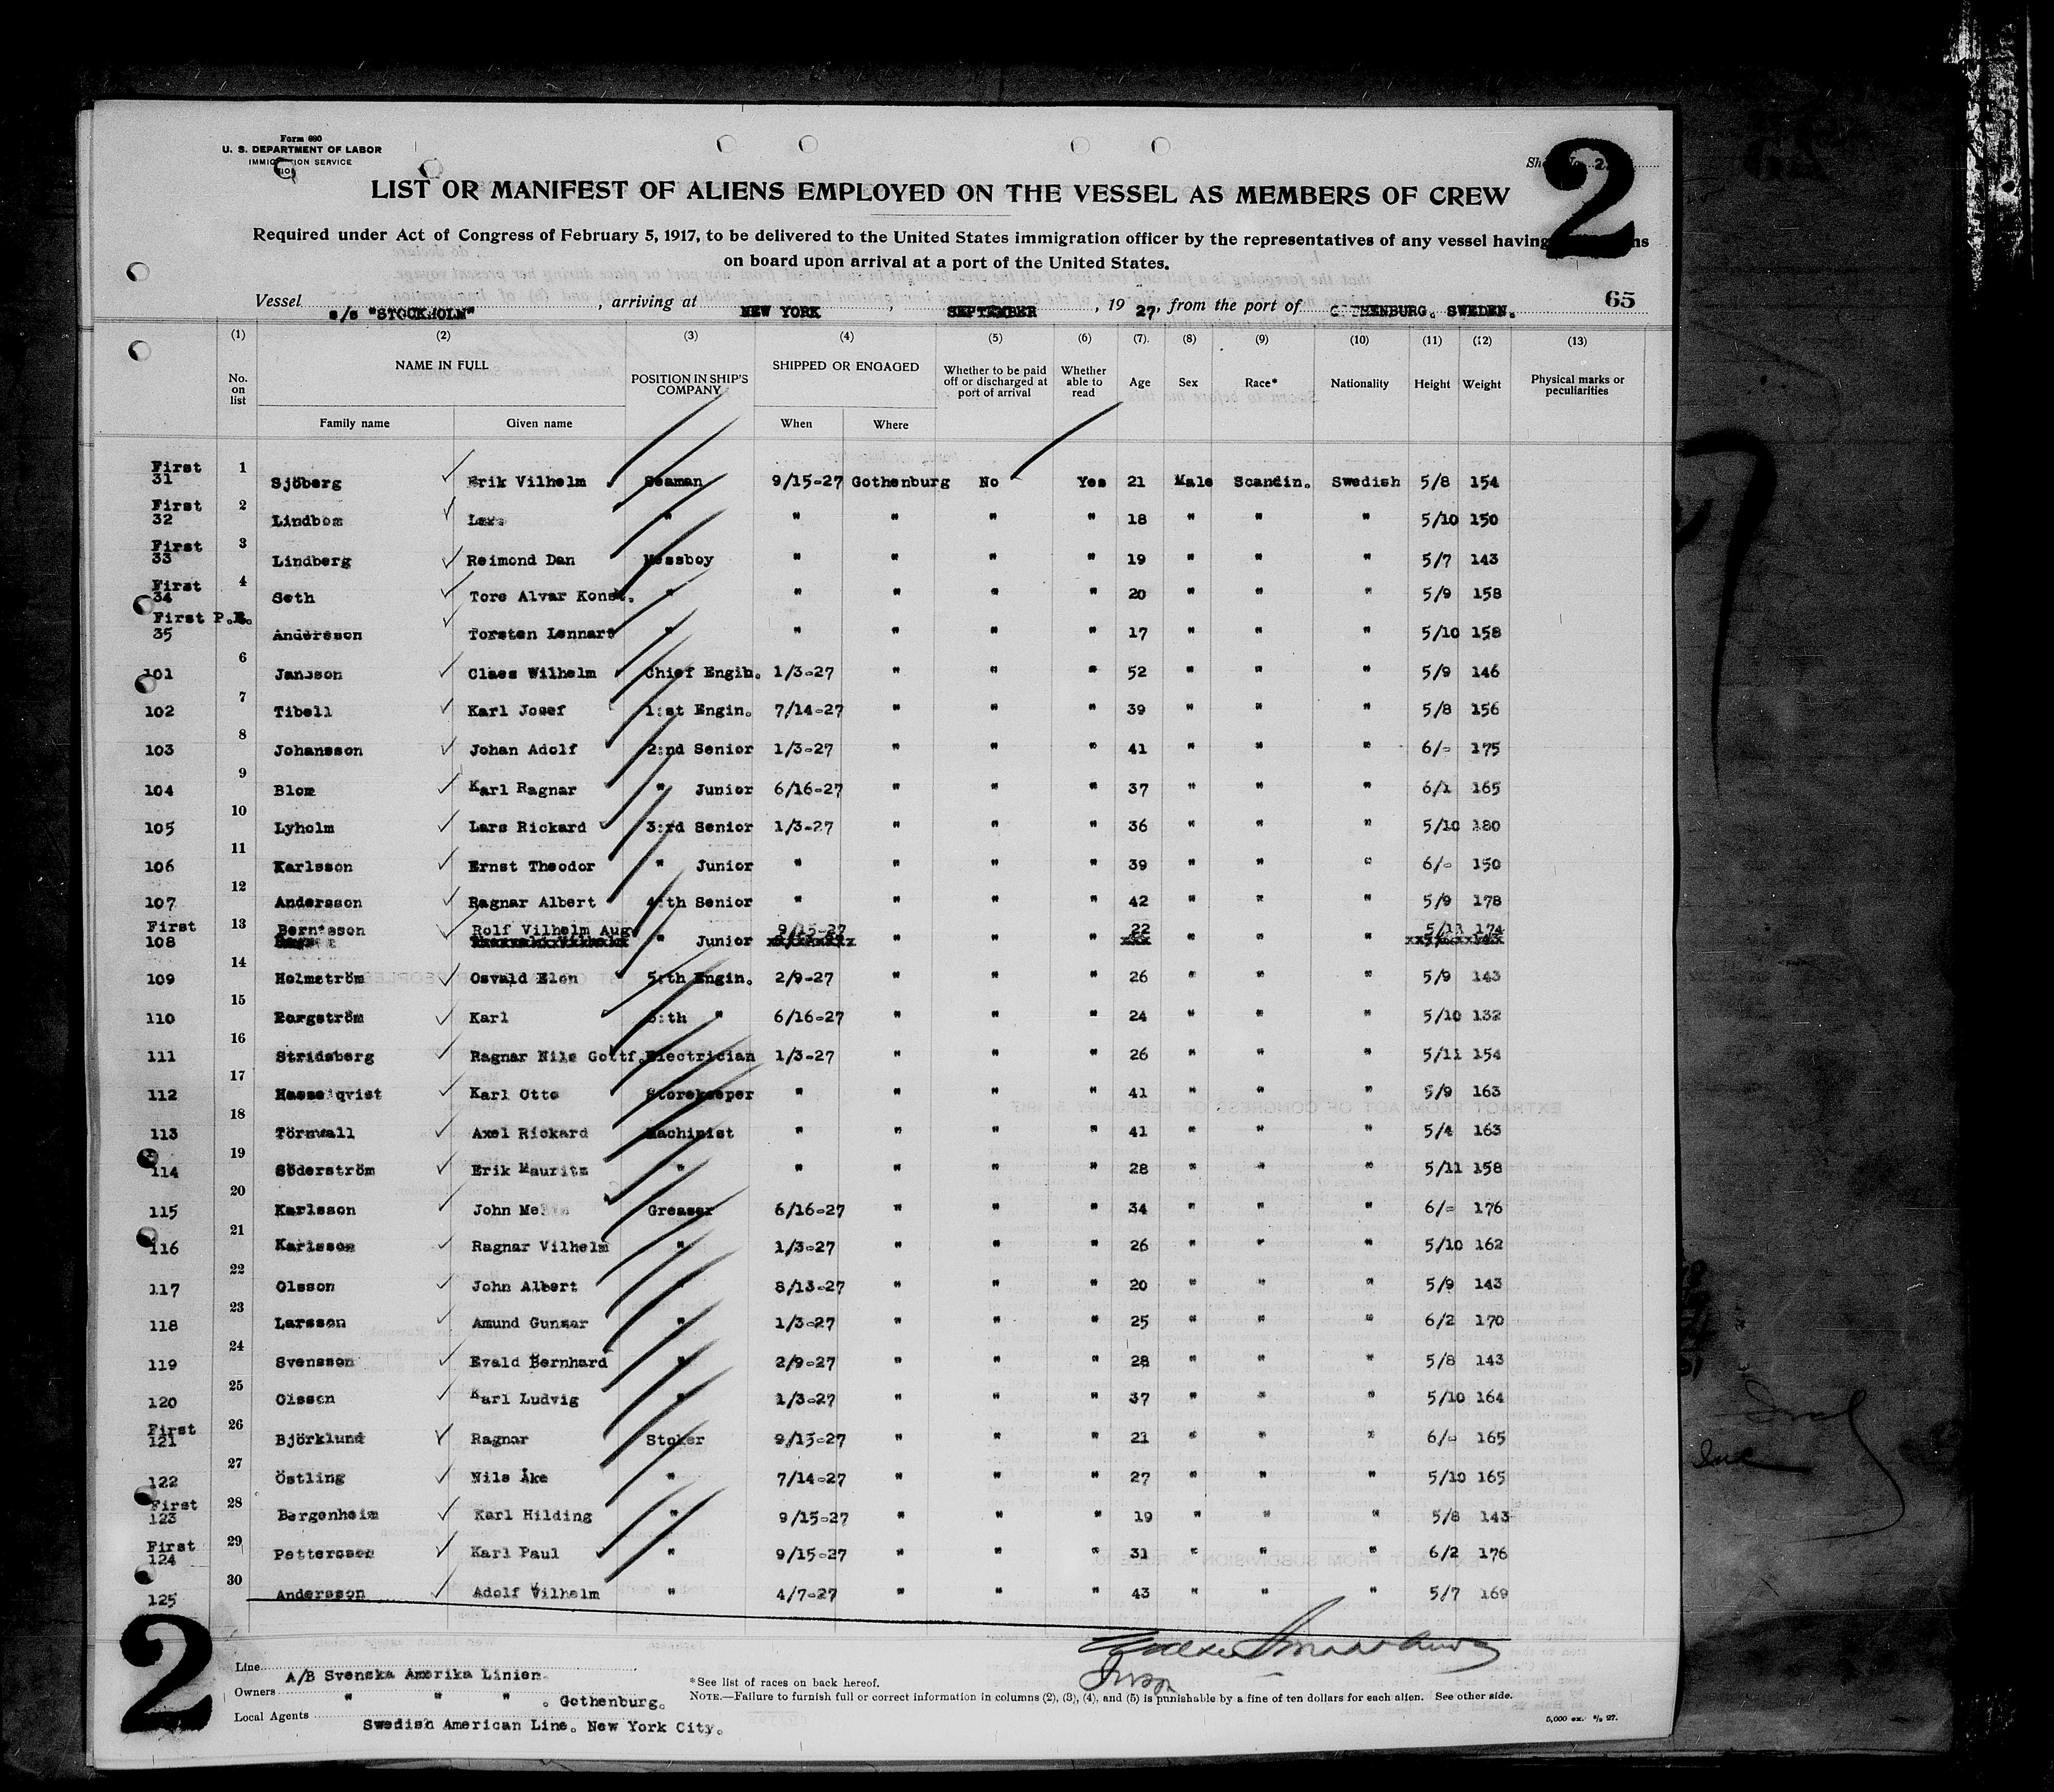 Form 680
U. S. DEPARTMENT OF LABOR
IMMIGRATION SERVICE
2
Sheet No. 2
LIST OR MANIFEST OF ALIENS EMPLOYED ON THE VESSEL AS MEMBERS OF CREW
Required under Act of Congress of February 5, 1917, to be delivered to the United States immigration officer by the representatives of any vessel having
on board upon arrival at a port of the United States.
65
Vessel s/s "STOCKHOLM", arriving at NEW YORK, SEPTEMBER, 1927, from the port of GOTHENBURG. SWEDEN.
(1) (2) (3) (4) (5) (6) (7) (8) (9) (10) (11) (12) (13)
No. on list NAME IN FULL POSITION IN SHIP'S COMPANY SHIPPED OR ENGAGED Whether to be paid off or discharged at port of arrival Whether able to read Age Sex Race* Nationality Height Weight Physical marks or peculiarities
Family name Given name When Where
First 31 1 Sjöberg Erik Vilhelm Seaman 9/15-27 Gothenburg No Yes 21 Male Scandin. Swedish 5/8 154
First 32 2 Lindbom Lars " " " " " 18 " " " 5/10 150
First 33 3 Lindberg Reimond Dan Messboy " " " " 19 " " " 5/7 143
First 34 4 Seth Tore Alvar Konst. " " " " " 20 " " " 5/9 158
First P.E. 35 Andersson Torsten Lennart " " " " " 17 " " " 5/10 158
101 6 Jansson Claes Wilhelm Chief Engin. 1/3-27 " " " 52 " " " 5/9 146
102 7 Tibell Karl Josef 1:st Engin. 7/14-27 " " " 39 " " " 5/8 156
103 8 Johansson Johan Adolf 2:nd Senior 1/3-27 " " " 41 " " " 6/- 175
104 9 Blom Karl Ragnar " Junior 6/16-27 " " " 37 " " " 6/1 165
105 10 Lyholm Lars Rickard 3:rd Senior 1/3-27 " " " 36 " " " 5/10 180
106 11 Karlsson Ernst Theodor " Junior " " " " 39 " " " 6/- 150
107 12 Andersson Ragnar Albert 4:th Senior " " " " 42 " " " 5/9 178
First 108 13 Berntsson Rolf Vilhelm Aug " Junior 9/15-27 " " " 22 " " " 5/11 174
109 14 Holmström Osvald Elon 5:th Engin. 2/9-27 " " " 26 " " " 5/9 143
110 15 Borgström Karl 6:th " 6/16-27 " " " 24 " " " 5/10 132
111 16 Stridsberg Ragnar Nils Gottf. Electrician 1/3-27 " " " 26 " " " 5/11 154
112 17 Hasselqvist Karl Otto Storekeeper " " " " 41 " " " 5/9 163
113 18 Törnwall Axel Rickard Machinist " " " " 41 " " " 5/4 163
114 19 Söderström Erik Mauritz " " " " " 28 " " " 5/11 158
115 20 Karlsson John Greaser 6/16-27 " " " 34 " " " 6/- 176
116 21 Karlsson Ragnar Vilhelm " 1/3-27 " " " 26 " " " 5/10 162
117 22 Olsson John Albert " 8/13-27 " " " 20 " " " 5/9 143
118 23 Larsson Amund Gunnar " 1/3-27 " " " 25 " " " 6/2 170
119 24 Svensson Evald Bernhard " 2/9-27 " " " 28 " " " 5/8 143
120 25 Olsson Karl Ludvig " 1/3-27 " " " 37 " " " 5/10 164
First 121 26 Björklund Ragnar Stoker 9/15-27 " " " 21 " " " 6/- 165
122 27 Östling Nils Åke " 7/14-27 " " " 27 " " " 5/10 165
First 123 28 Bergenheim Karl Hilding " 9/15-27 " " " 19 " " " 5/8 143
First 124 29 Pettersson Karl Paul " 9/15-27 " " " 31 " " " 6/2 176
125 30 Andersson Adolf Vilhelm " 4/7-27 " " " 43 " " " 5/7 169
2
Line A/B Svenska Amerika Linien
Owners " " " . Gothenburg.
Local Agents Swedish American Line. New York City.
*See list of races on back hereof.
NOTE.—Failure to furnish full or correct information in columns (2), (3), (4), and (5) is punishable by a fine of ten dollars for each alien. See other side.